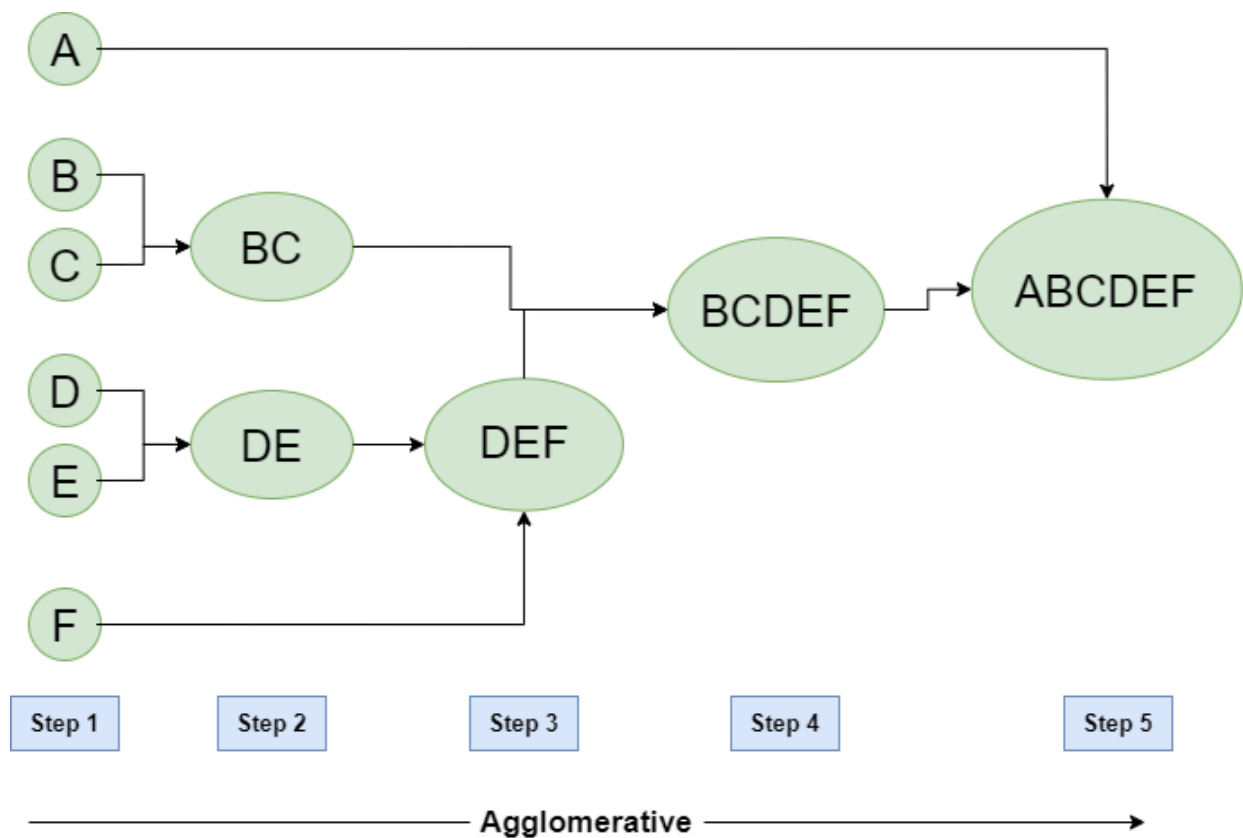 A
B
C
BC
D
E
DE
DEF
F
BCDEF
ABCDEF
Step 1
Step 2
Step 3
Step 4
Step 5
Agglomerative